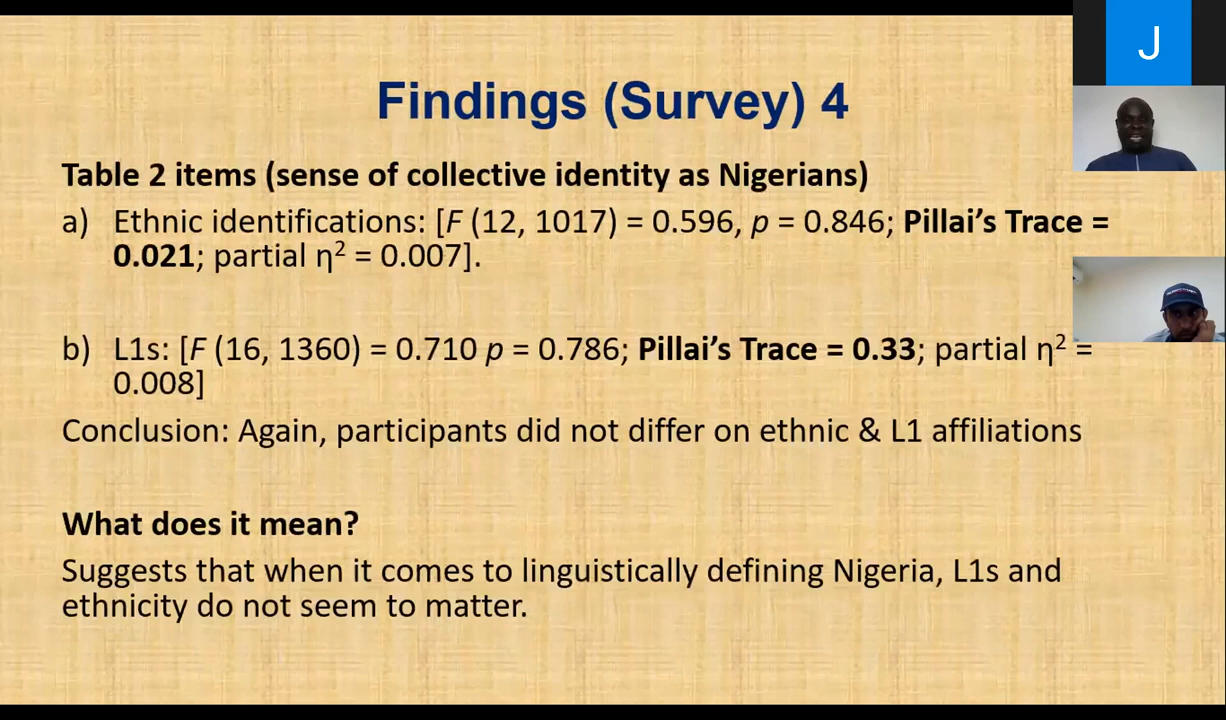 Findings (Survey) 4
Table 2 items (sense of collective identity as Nigerians)
a) Ethnic identifications: [F (12, 1017) = 0.596, p = 0.846; Pillai’s Trace =
0.021; partial η² = 0.007].
b) L1s: [F (16, 1360) = 0.710 p = 0.786; Pillai’s Trace = 0.33; partial η² =
0.008]
Conclusion: Again, participants did not differ on ethnic & L1 affiliations
What does it mean?
Suggests that when it comes to linguistically defining Nigeria, L1s and
ethnicity do not seem to matter.
J